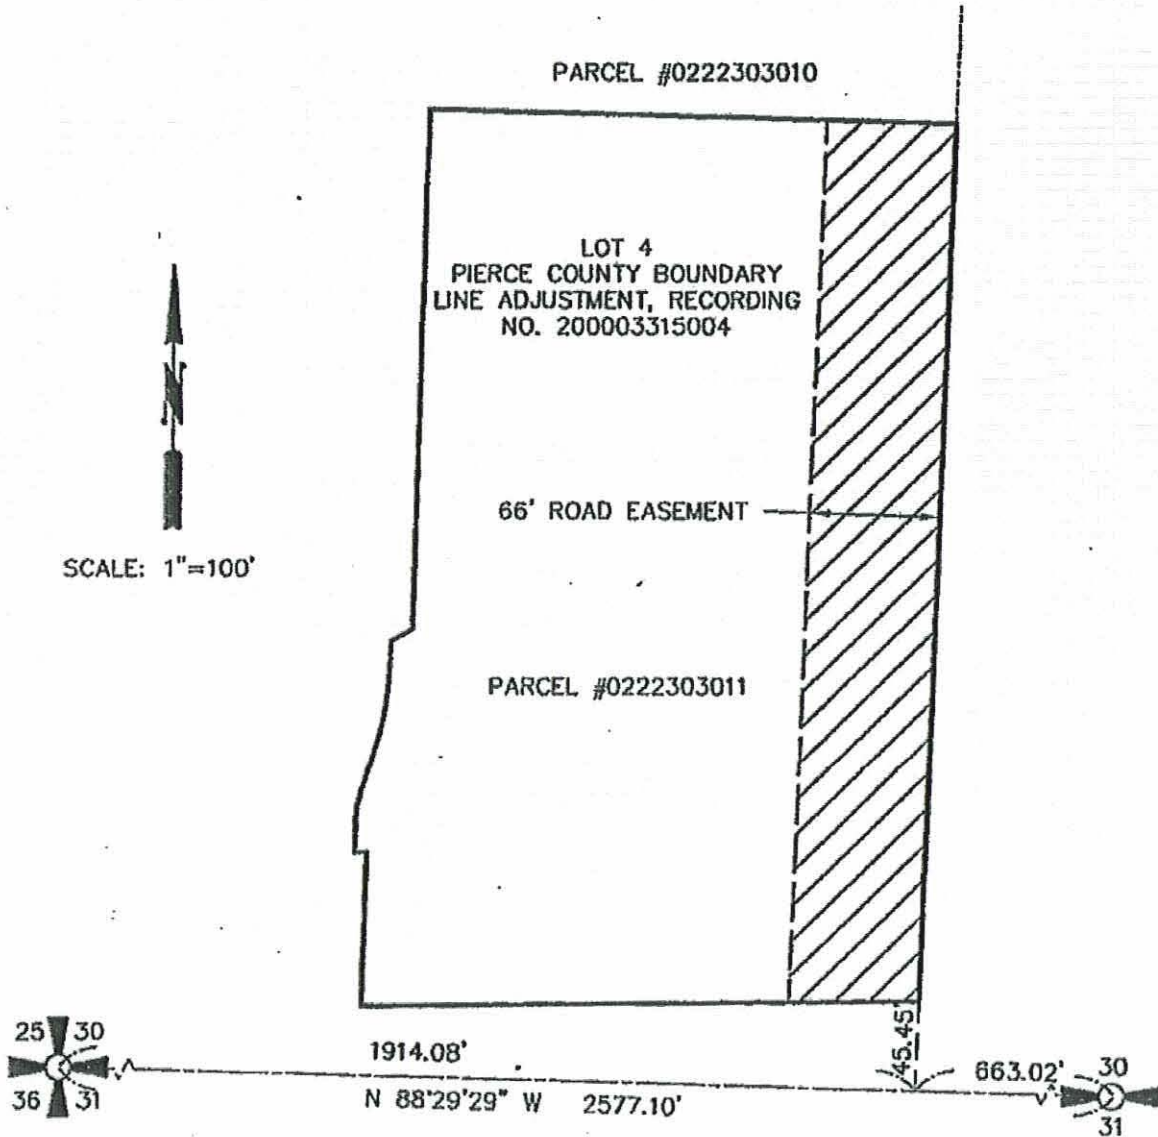 PARCEL #0222303010
LOT 4
PIERCE COUNTY BOUNDARY
LINE ADJUSTMENT, RECORDING
NO. 200003315004
N
66' ROAD EASEMENT
SCALE: 1"=100'
PARCEL #0222303011
45.45'
25 30
36 31
1914.08'
663.02'
30
31
N 88°29'29" W 2577.10'